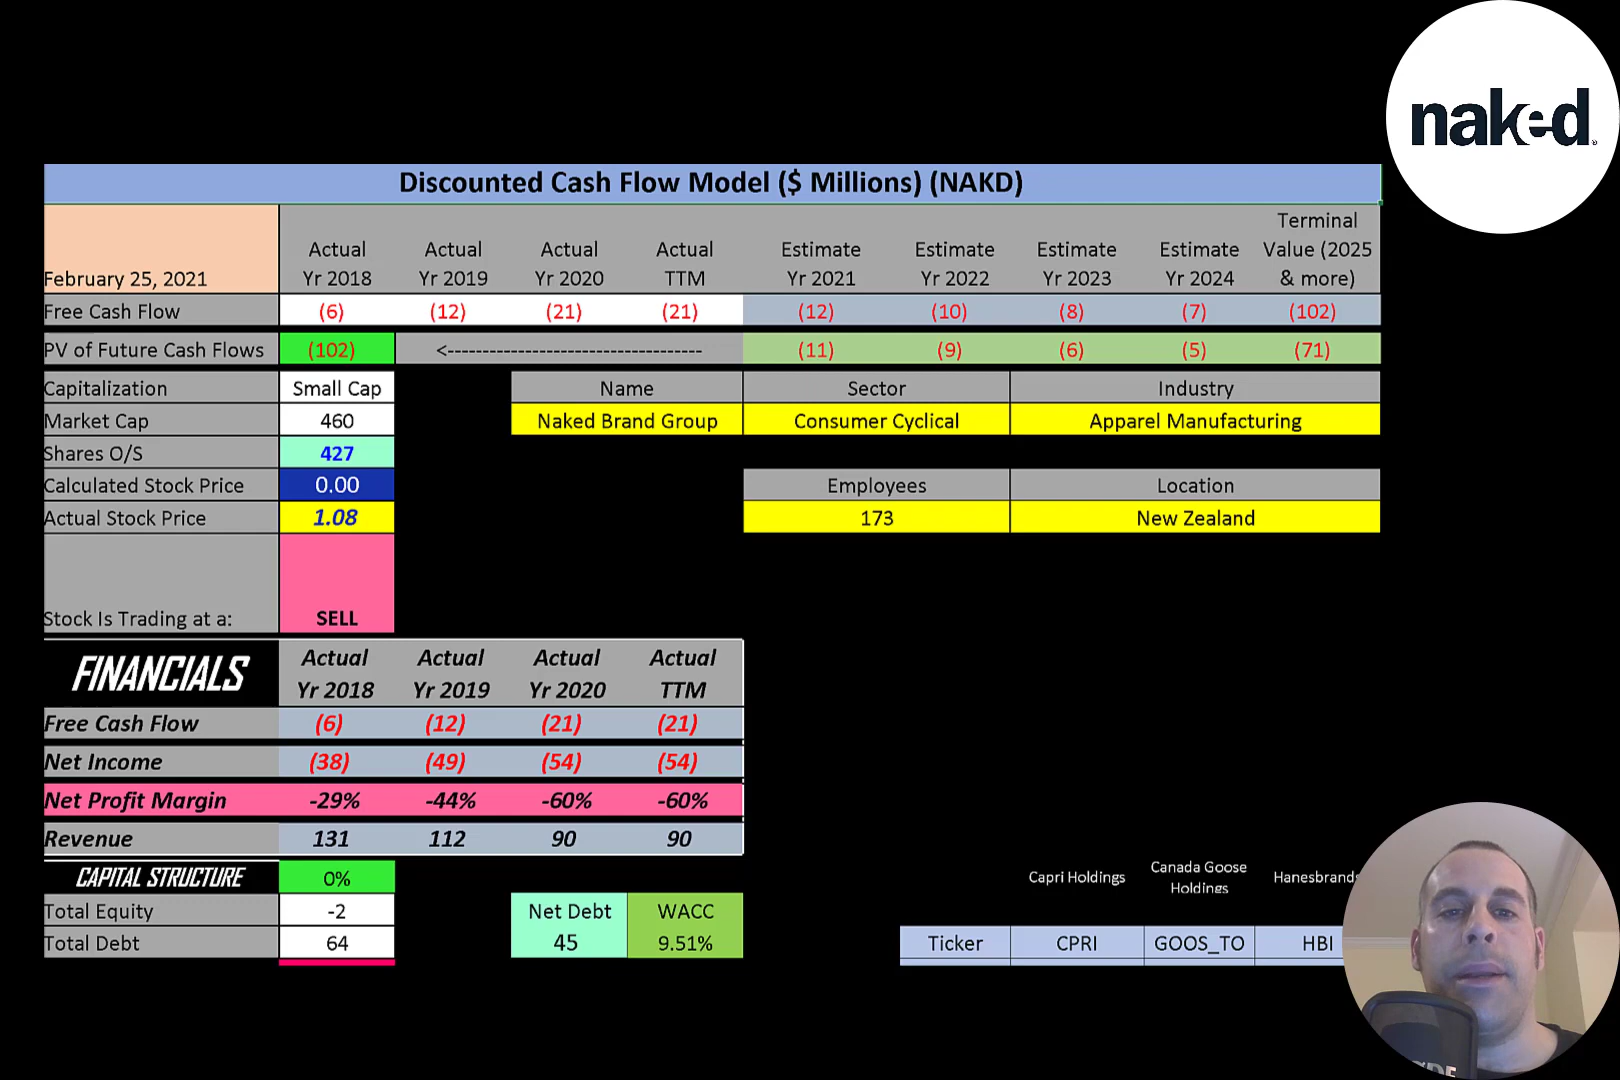 naked
Discounted Cash Flow Model ($ Millions) (NAKD)
February 25, 2021 Actual Yr 2018 Actual Yr 2019 Actual Yr 2020 Actual TTM Estimate Yr 2021 Estimate Yr 2022 Estimate Yr 2023 Estimate Yr 2024 Terminal Value (2025 & more)
Free Cash Flow (6) (12) (21) (21) (12) (10) (8) (7) (102)
PV of Future Cash Flows (102) <------------------------------------ (11) (9) (6) (5) (71)
Capitalization Small Cap Name Sector Industry
Market Cap 460 Naked Brand Group Consumer Cyclical Apparel Manufacturing
Shares O/S 427
Calculated Stock Price 0.00 Employees Location
Actual Stock Price 1.08 173 New Zealand
Stock Is Trading at a: SELL
FINANCIALS Actual Yr 2018 Actual Yr 2019 Actual Yr 2020 Actual TTM
Free Cash Flow (6) (12) (21) (21)
Net Income (38) (49) (54) (54)
Net Profit Margin -29% -44% -60% -60%
Revenue 131 112 90 90
CAPITAL STRUCTURE 0% Capri Holdings Canada Goose Holdings Hanesbrands
Total Equity -2 Net Debt WACC
Total Debt 64 45 9.51% Ticker CPRI GOOS_TO HBI